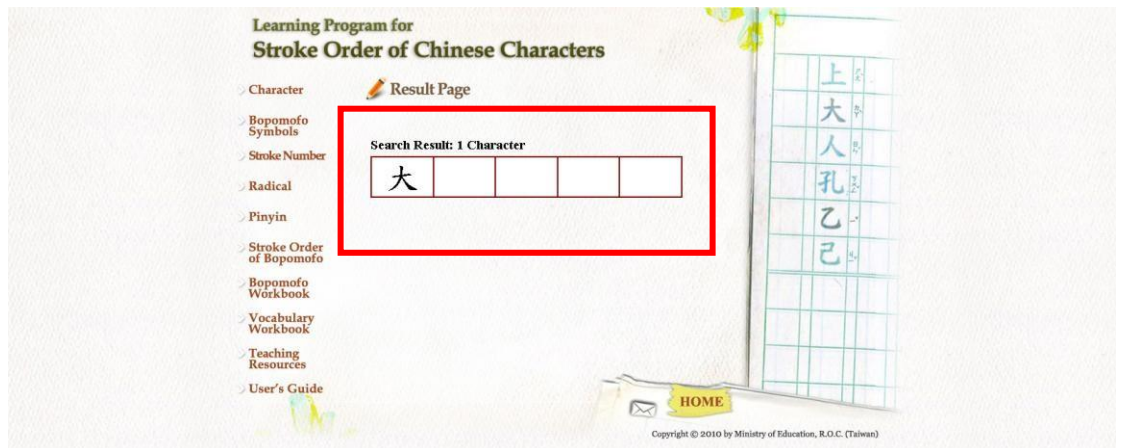 Learning Program for
Stroke Order of Chinese Characters
Character
Bopomofo
Symbols
Stroke Number
Radical
Pinyin
Stroke Order
of Bopomofo
Bopomofo
Workbook
Vocabulary
Workbook
Teaching
Resources
User's Guide
Result Page
Search Result: 1 Character
大
上
大
人
孔
乙
己
HOME
Copyright © 2010 by Ministry of Education, R.O.C. (Taiwan)